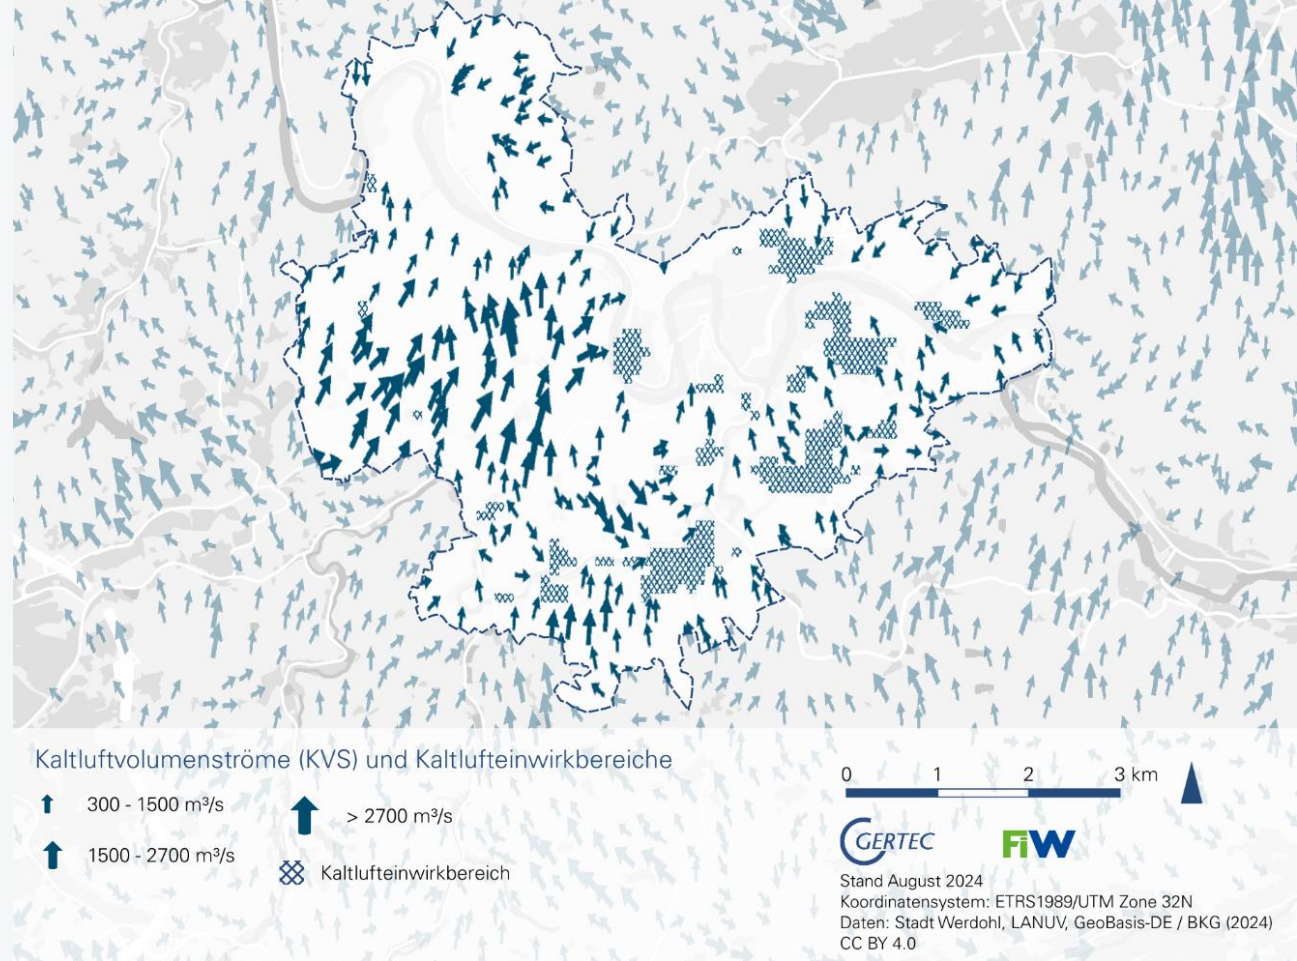 Kaltluftvolumenströme (KVS) und Kaltlufteinwirkbereiche
300 - 1500 m³/s
1500 - 2700 m³/s
> 2700 m³/s
Kaltlufteinwirkbereich
0 1 2 3 km
GERTEC
FiW
Stand August 2024
Koordinatensystem: ETRS1989/UTM Zone 32N
Daten: Stadt Werdohl, LANUV, GeoBasis-DE / BKG (2024)
CC BY 4.0